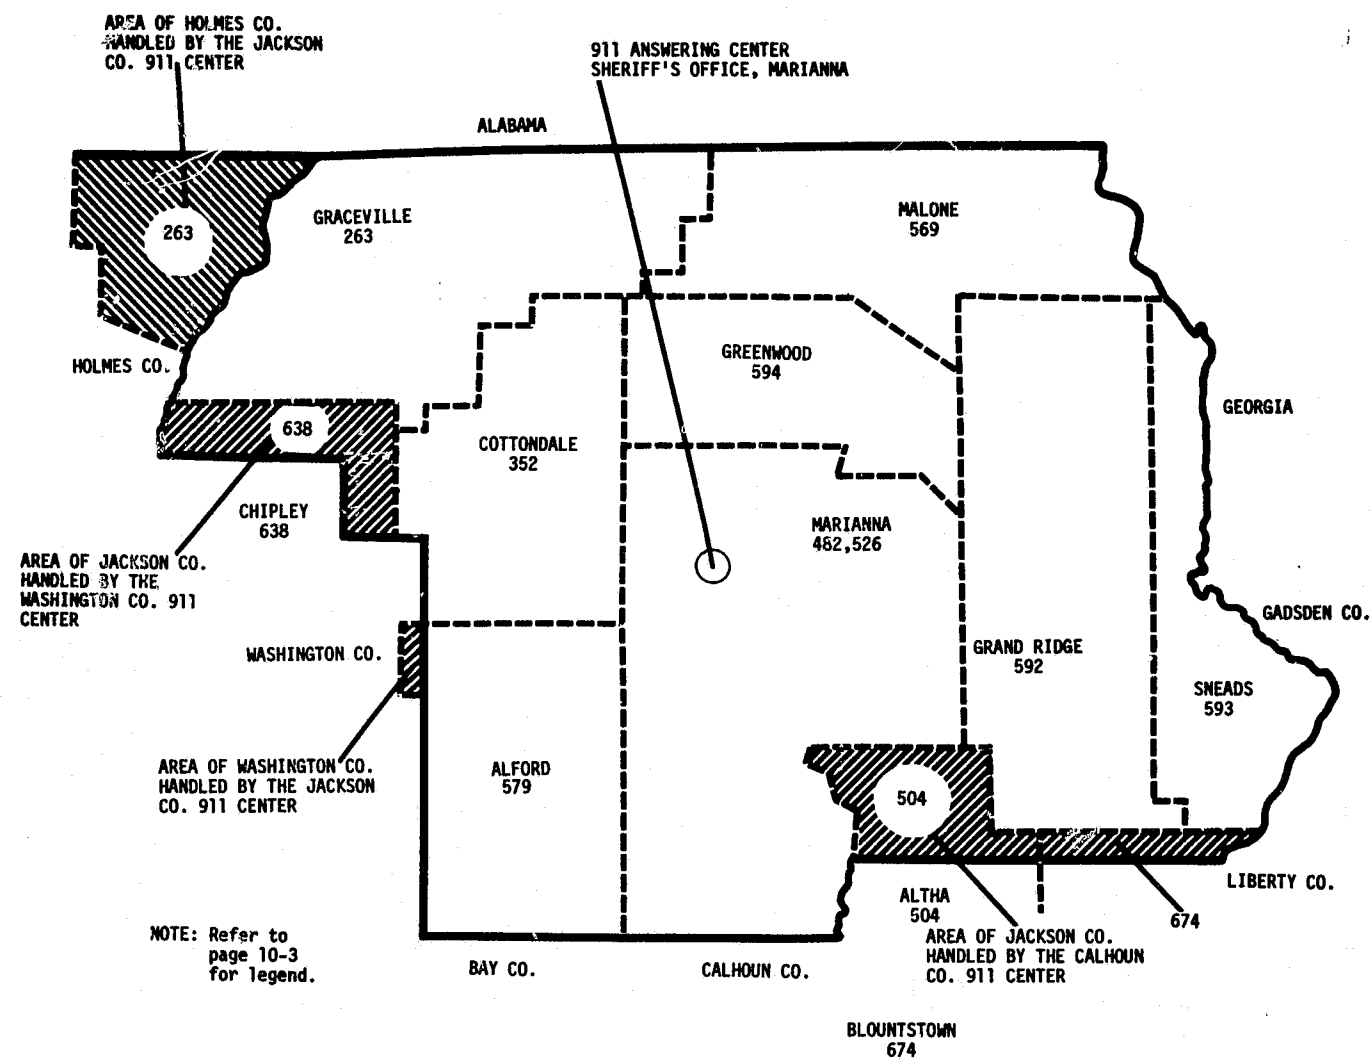 AREA OF HOLMES CO.
HANDLED BY THE JACKSON
CO. 911 CENTER
911 ANSWERING CENTER
SHERIFF'S OFFICE, MARIANNA
ALABAMA
GRACEVILLE
263
MALONE
569
263
HOLMES CO.
GREENWOOD
594
GEORGIA
638
COTTONDALE
352
CHIPLEY
638
MARIANNA
482,526
AREA OF JACKSON CO.
HANDLED BY THE
WASHINGTON CO. 911
CENTER
GADSDEN CO.
WASHINGTON CO.
GRAND RIDGE
592
SNEADS
593
AREA OF WASHINGTON CO.
HANDLED BY THE JACKSON
CO. 911 CENTER
ALFORD
579
504
LIBERTY CO.
ALTHA
504
674
AREA OF JACKSON CO.
HANDLED BY THE CALHOUN
CO. 911 CENTER
NOTE: Refer to
page 10-3
for legend.
BAY CO.
CALHOUN CO.
BLOUNTSTOWN
674